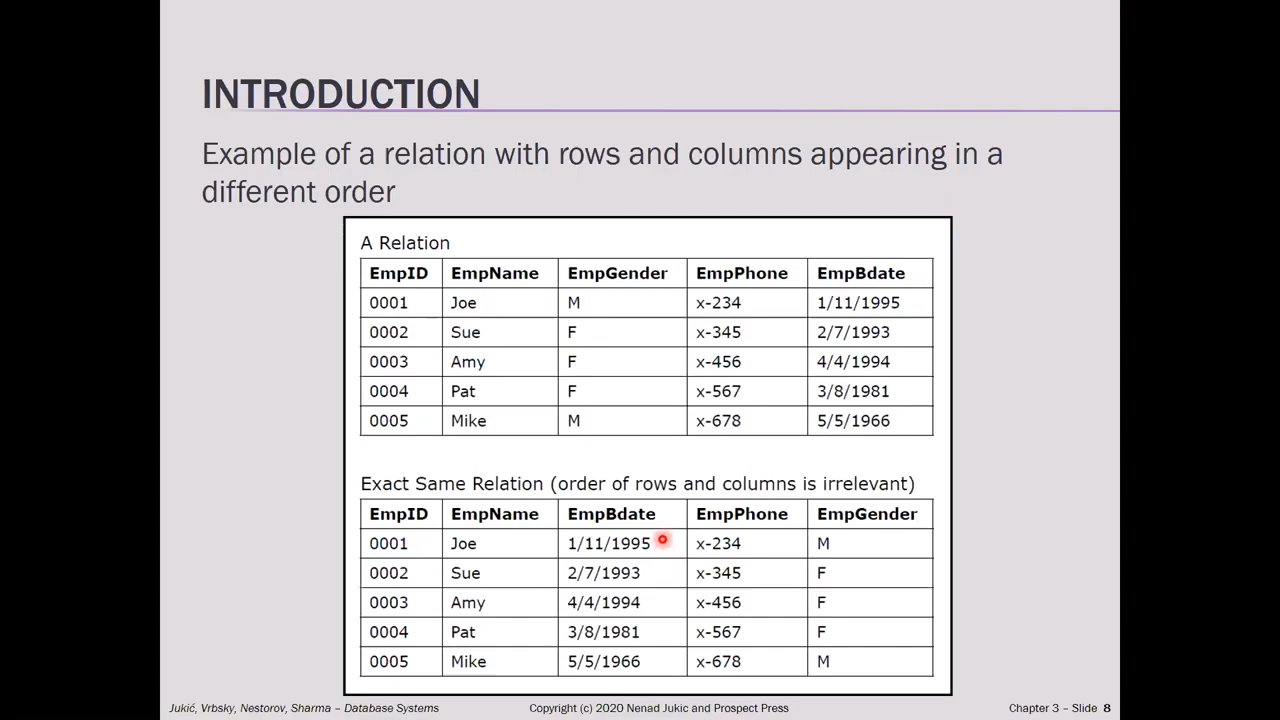 INTRODUCTION
Example of a relation with rows and columns appearing in a
different order
A Relation
EmpID EmpName EmpGender EmpPhone EmpBdate
0001 Joe M x-234 1/11/1995
0002 Sue F x-345 2/7/1993
0003 Amy F x-456 4/4/1994
0004 Pat F x-567 3/8/1981
0005 Mike M x-678 5/5/1966
Exact Same Relation (order of rows and columns is irrelevant)
EmpID EmpName EmpBdate EmpPhone EmpGender
0001 Joe 1/11/1995 x-234 M
0002 Sue 2/7/1993 x-345 F
0003 Amy 4/4/1994 x-456 F
0004 Pat 3/8/1981 x-567 F
0005 Mike 5/5/1966 x-678 M
Jukić, Vrbsky, Nestorov, Sharma – Database Systems Copyright (c) 2020 Nenad Jukic and Prospect Press Chapter 3 – Slide 8